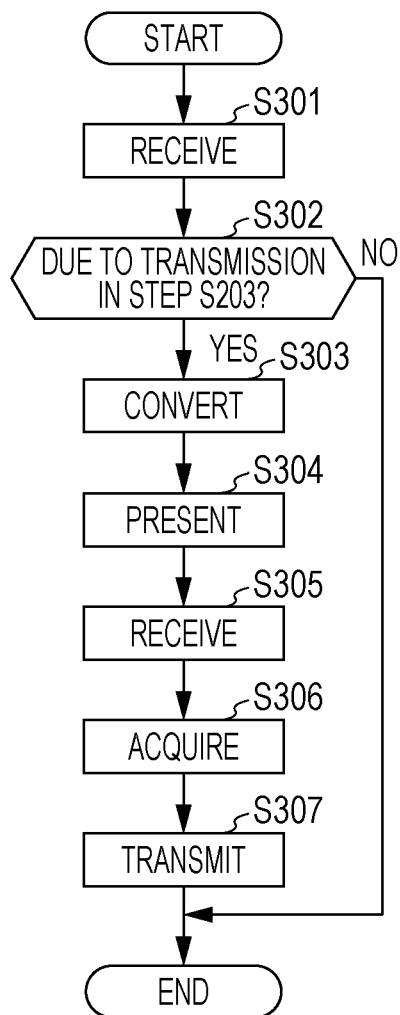 START
S301
RECEIVE
S302
DUE TO TRANSMISSION
IN STEP S203?
NO
YES
S303
CONVERT
S304
PRESENT
S305
RECEIVE
S306
ACQUIRE
S307
TRANSMIT
END